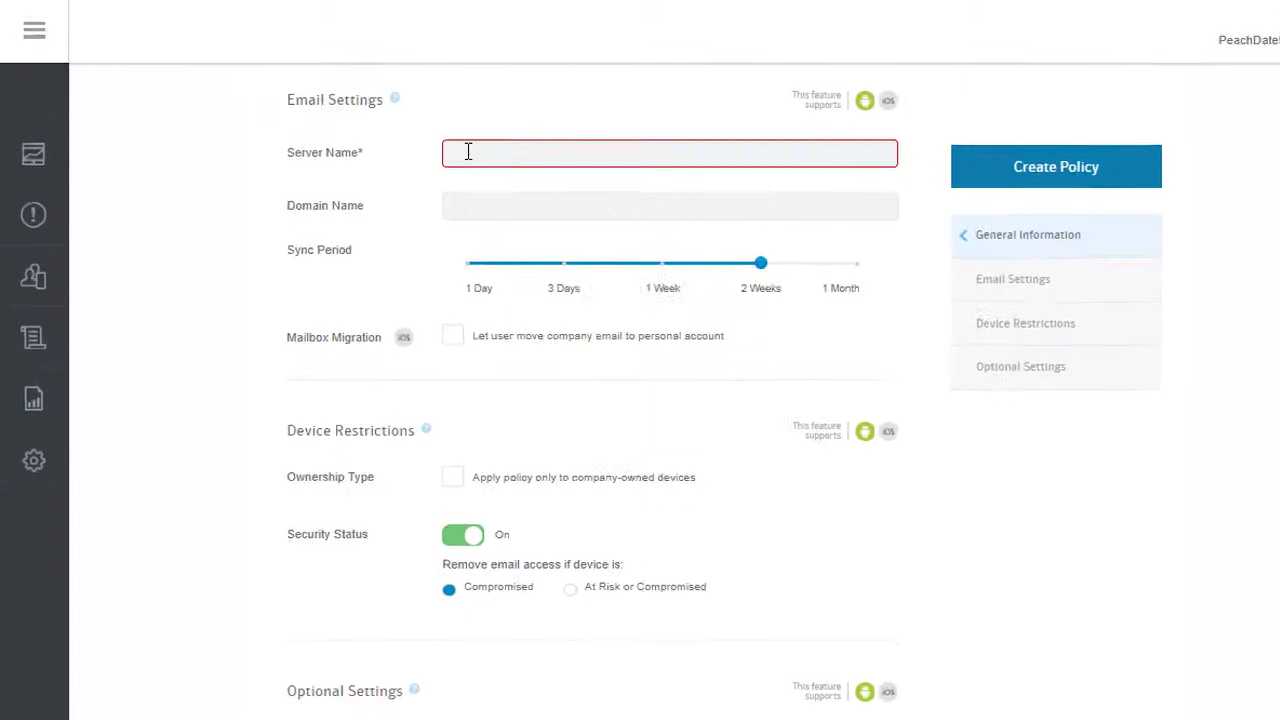 PeachDate
Email Settings ?
This feature
supports
iOS
Server Name*
Create Policy
Domain Name
General Information
Sync Period
Email Settings
1 Day
3 Days
1 Week
2 Weeks
1 Month
Device Restrictions
Mailbox Migration
iOS
Let user move company email to personal account
Optional Settings
Device Restrictions ?
This feature
supports
iOS
Ownership Type
Apply policy only to company-owned devices
Security Status
On
Remove email access if device is:
Compromised
At Risk or Compromised
Optional Settings ?
This feature
supports
iOS